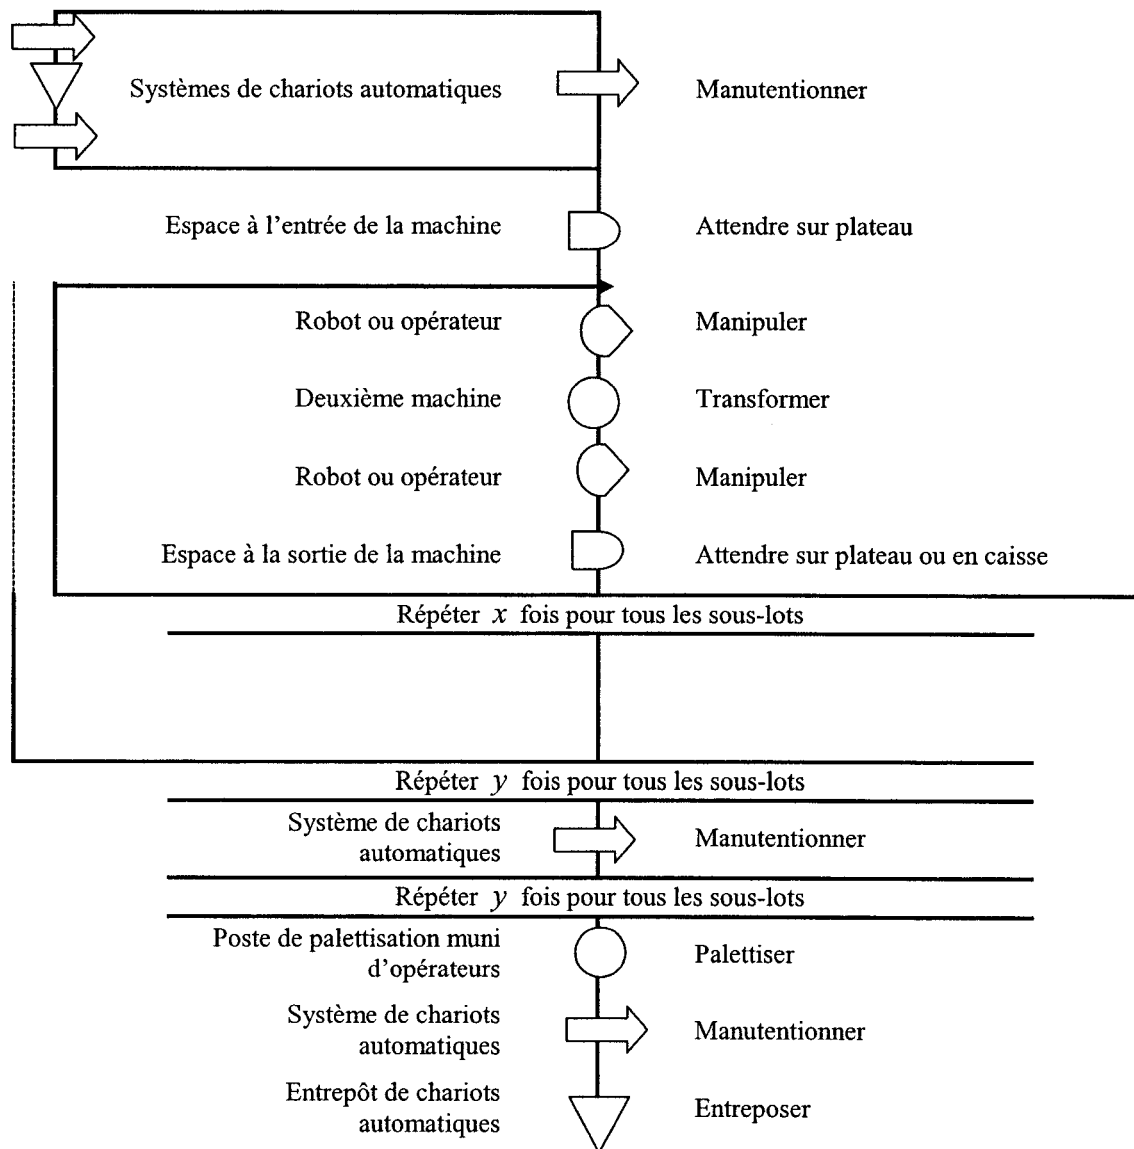 Systèmes de chariots automatiques Manutentionner
Espace à l'entrée de la machine Attendre sur plateau
Robot ou opérateur Manipuler
Deuxième machine Transformer
Robot ou opérateur Manipuler
Espace à la sortie de la machine Attendre sur plateau ou en caisse
Répéter x fois pour tous les sous-lots
Répéter y fois pour tous les sous-lots
Système de chariots
automatiques Manutentionner
Répéter y fois pour tous les sous-lots
Poste de palettisation muni
d'opérateurs Palettiser
Système de chariots
automatiques Manutentionner
Entrepôt de chariots
automatiques Entreposer